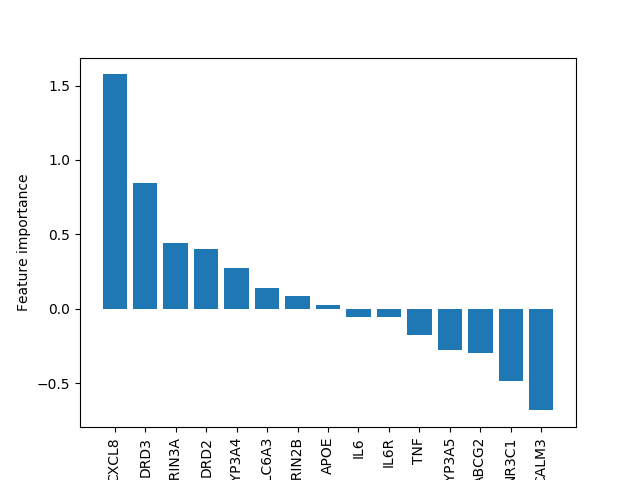 1.5
1.0
0.5
0.0
−0.5
Feature importance
CXCL8
DRD3
RIN3A
DRD2
YP3A4
LC6A3
RIN2B
APOE
IL6
IL6R
TNF
YP3A5
ABCG2
NR3C1
CALM3